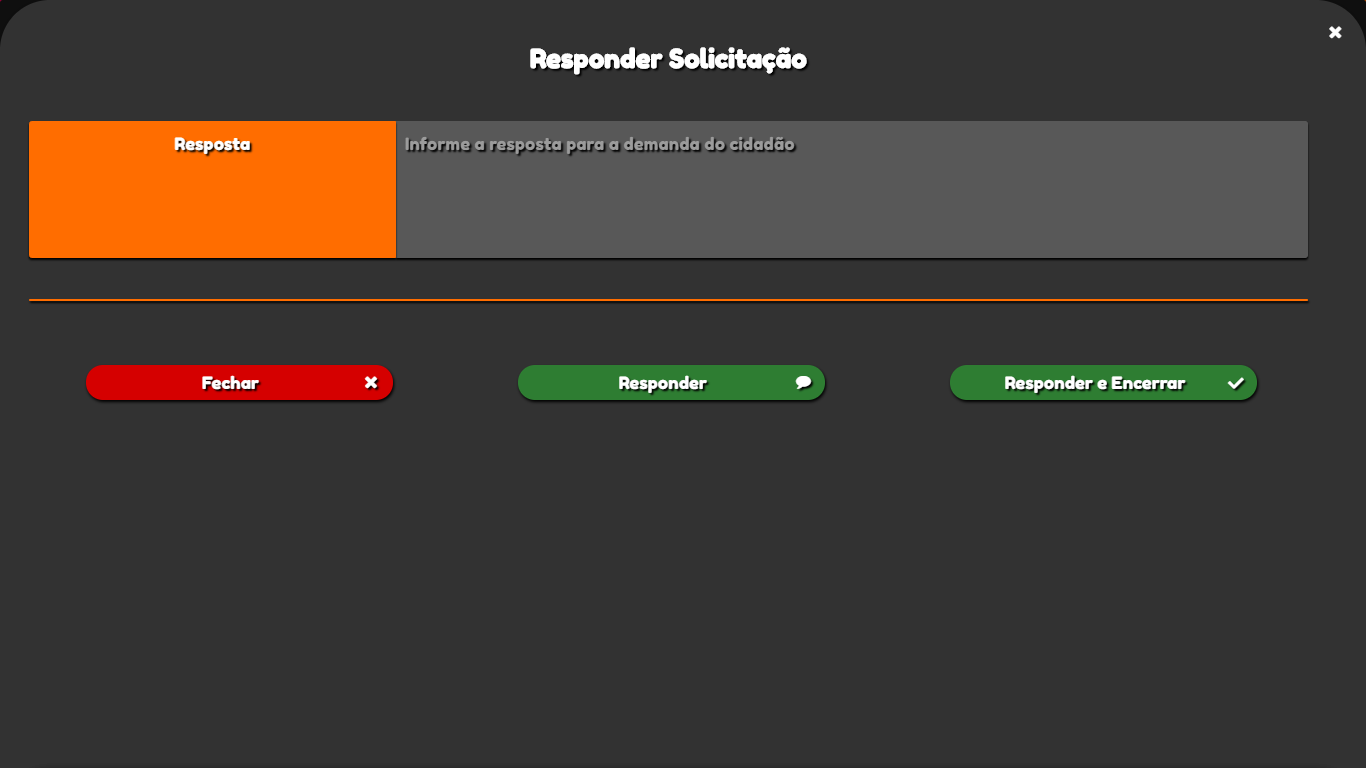 Responder Solicitação
Resposta
Informe a resposta para a demanda do cidadão
Fechar
Responder
Responder e Encerrar